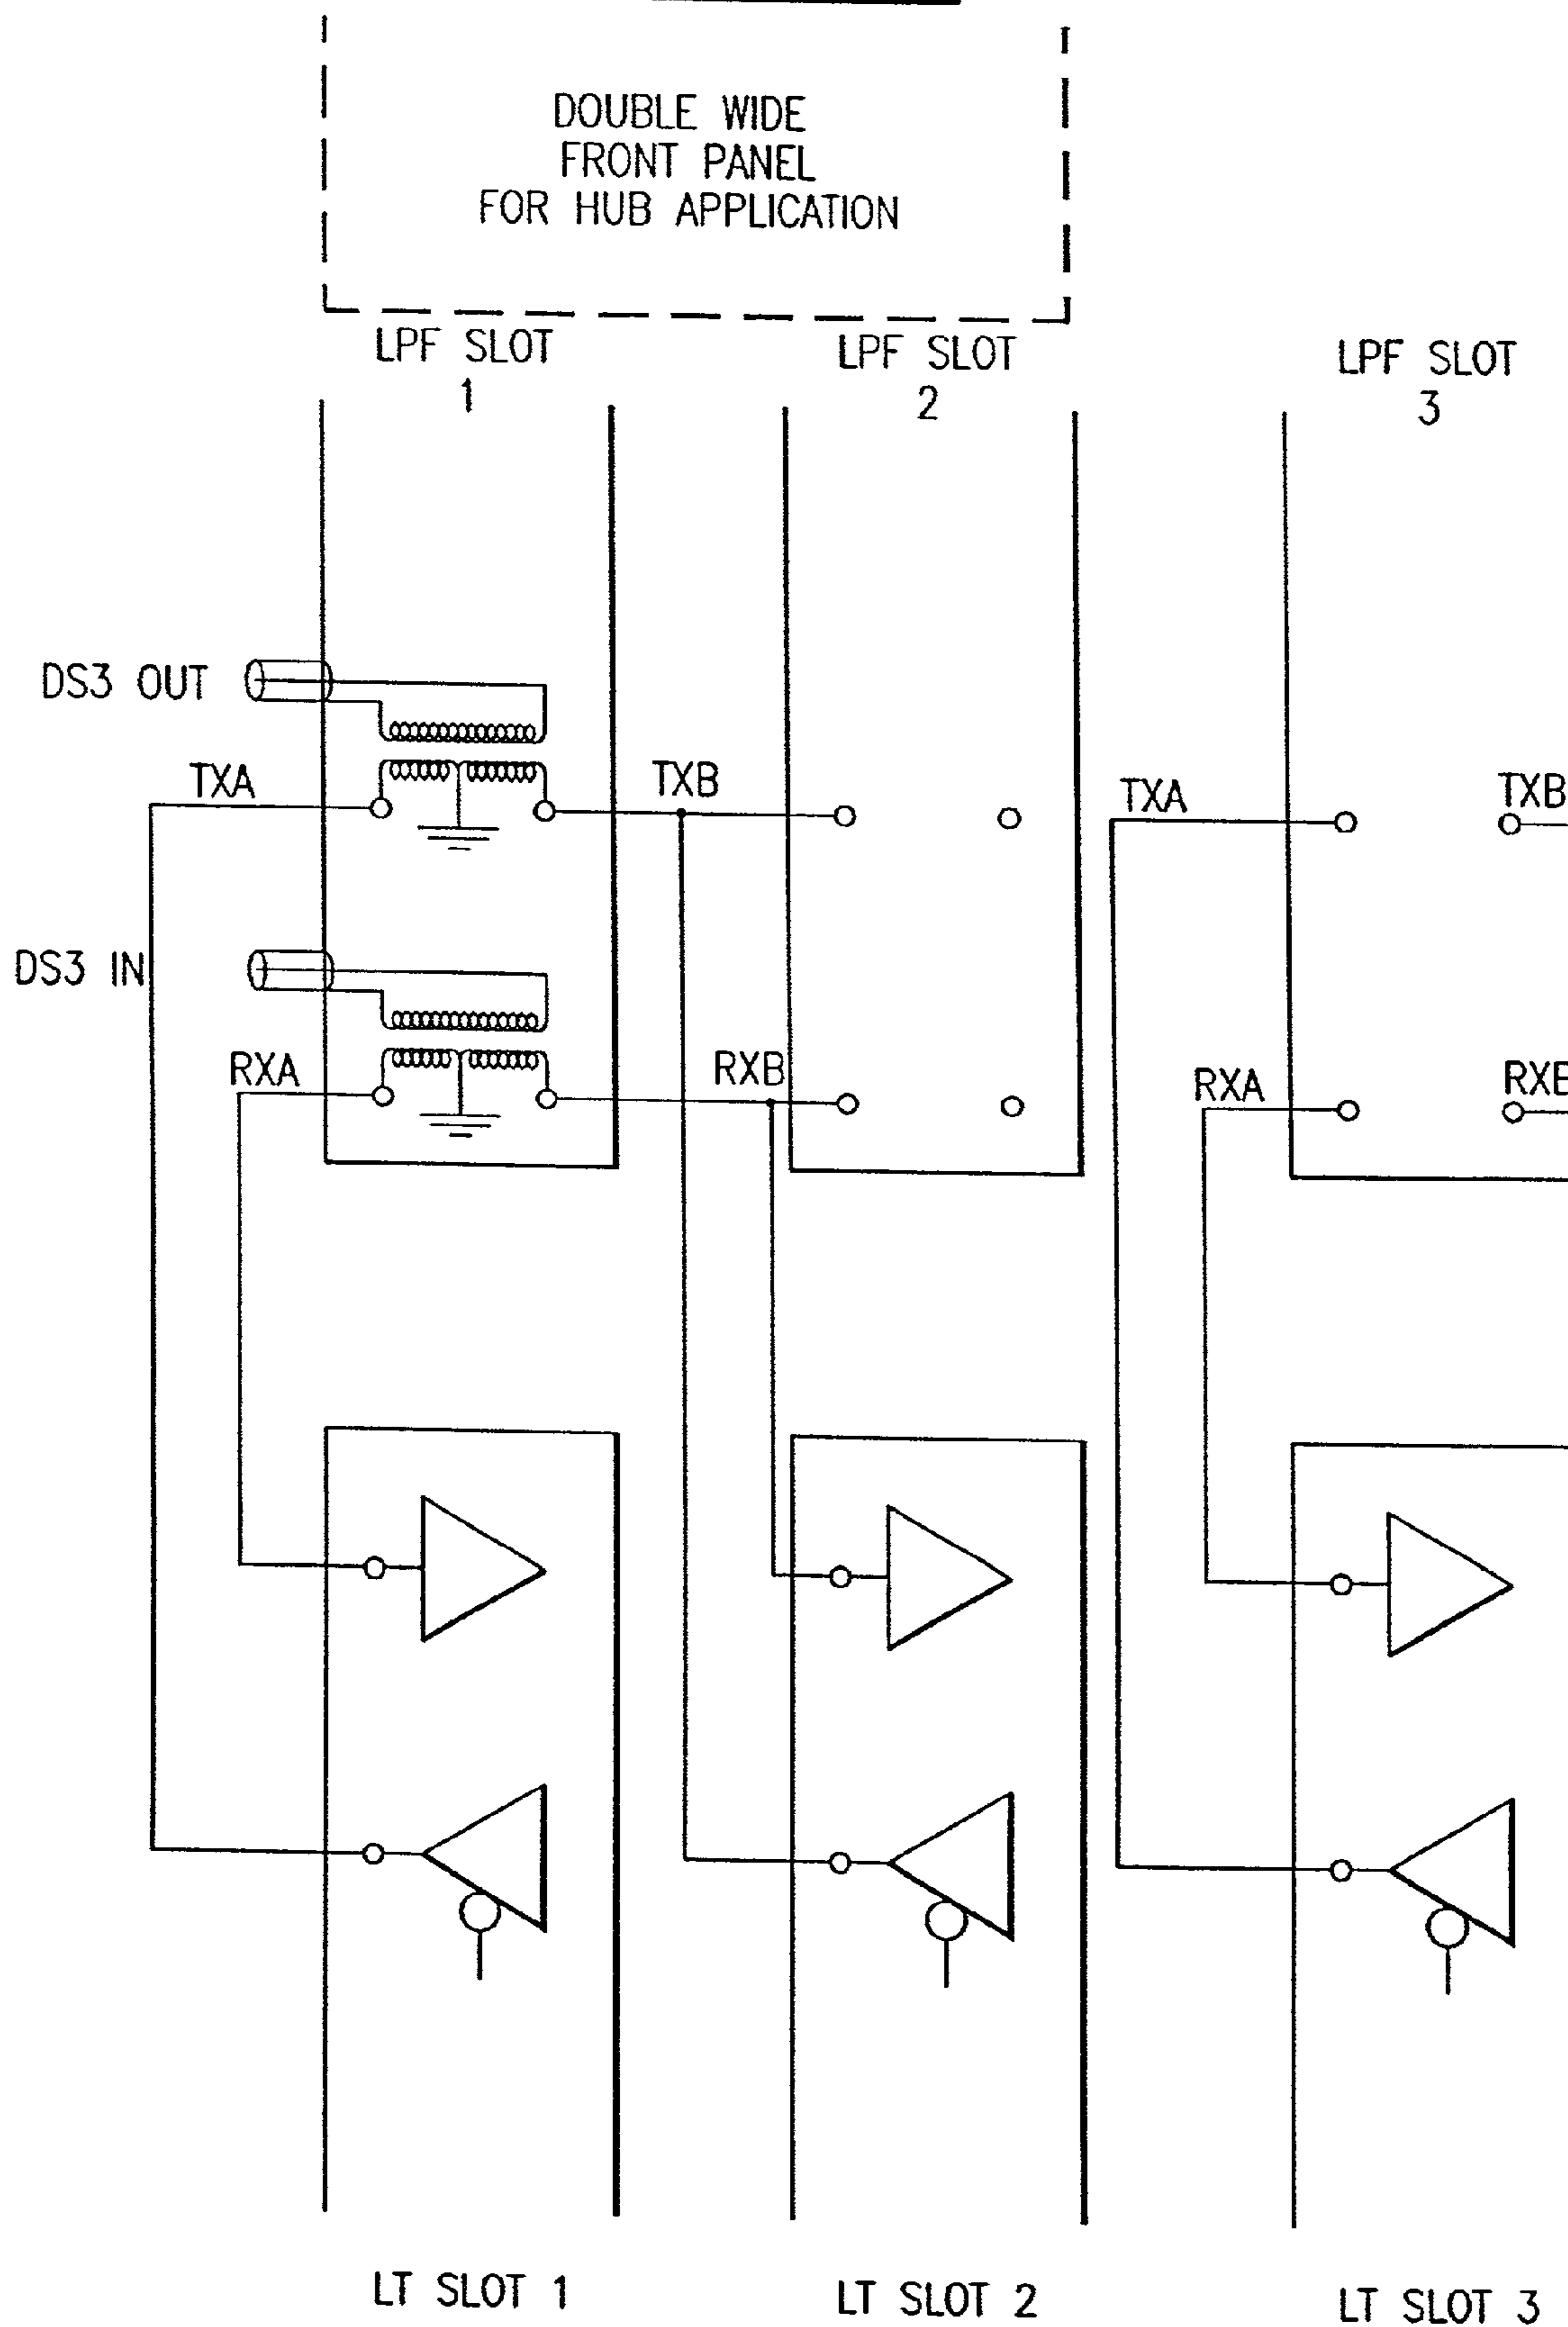 DOUBLE WIDE
FRONT PANEL
FOR HUB APPLICATION
LPF SLOT
1
LPF SLOT
2
LPF SLOT
3
DS3 OUT
TXA
TXB
TXA
TXB
DS3 IN
RXA
RXB
RXA
RXB
LT SLOT 1
LT SLOT 2
LT SLOT 3